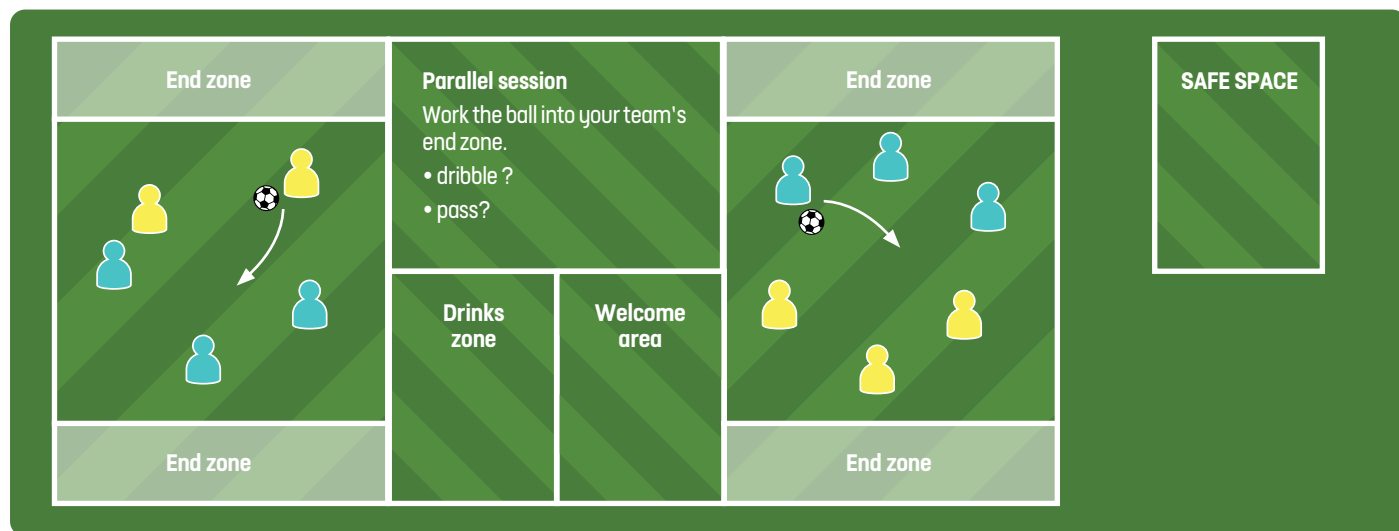 End zone
Parallel session
Work the ball into your team's
end zone.
• dribble ?
• pass?
End zone
SAFE SPACE
Drinks
zone
Welcome
area
End zone
End zone